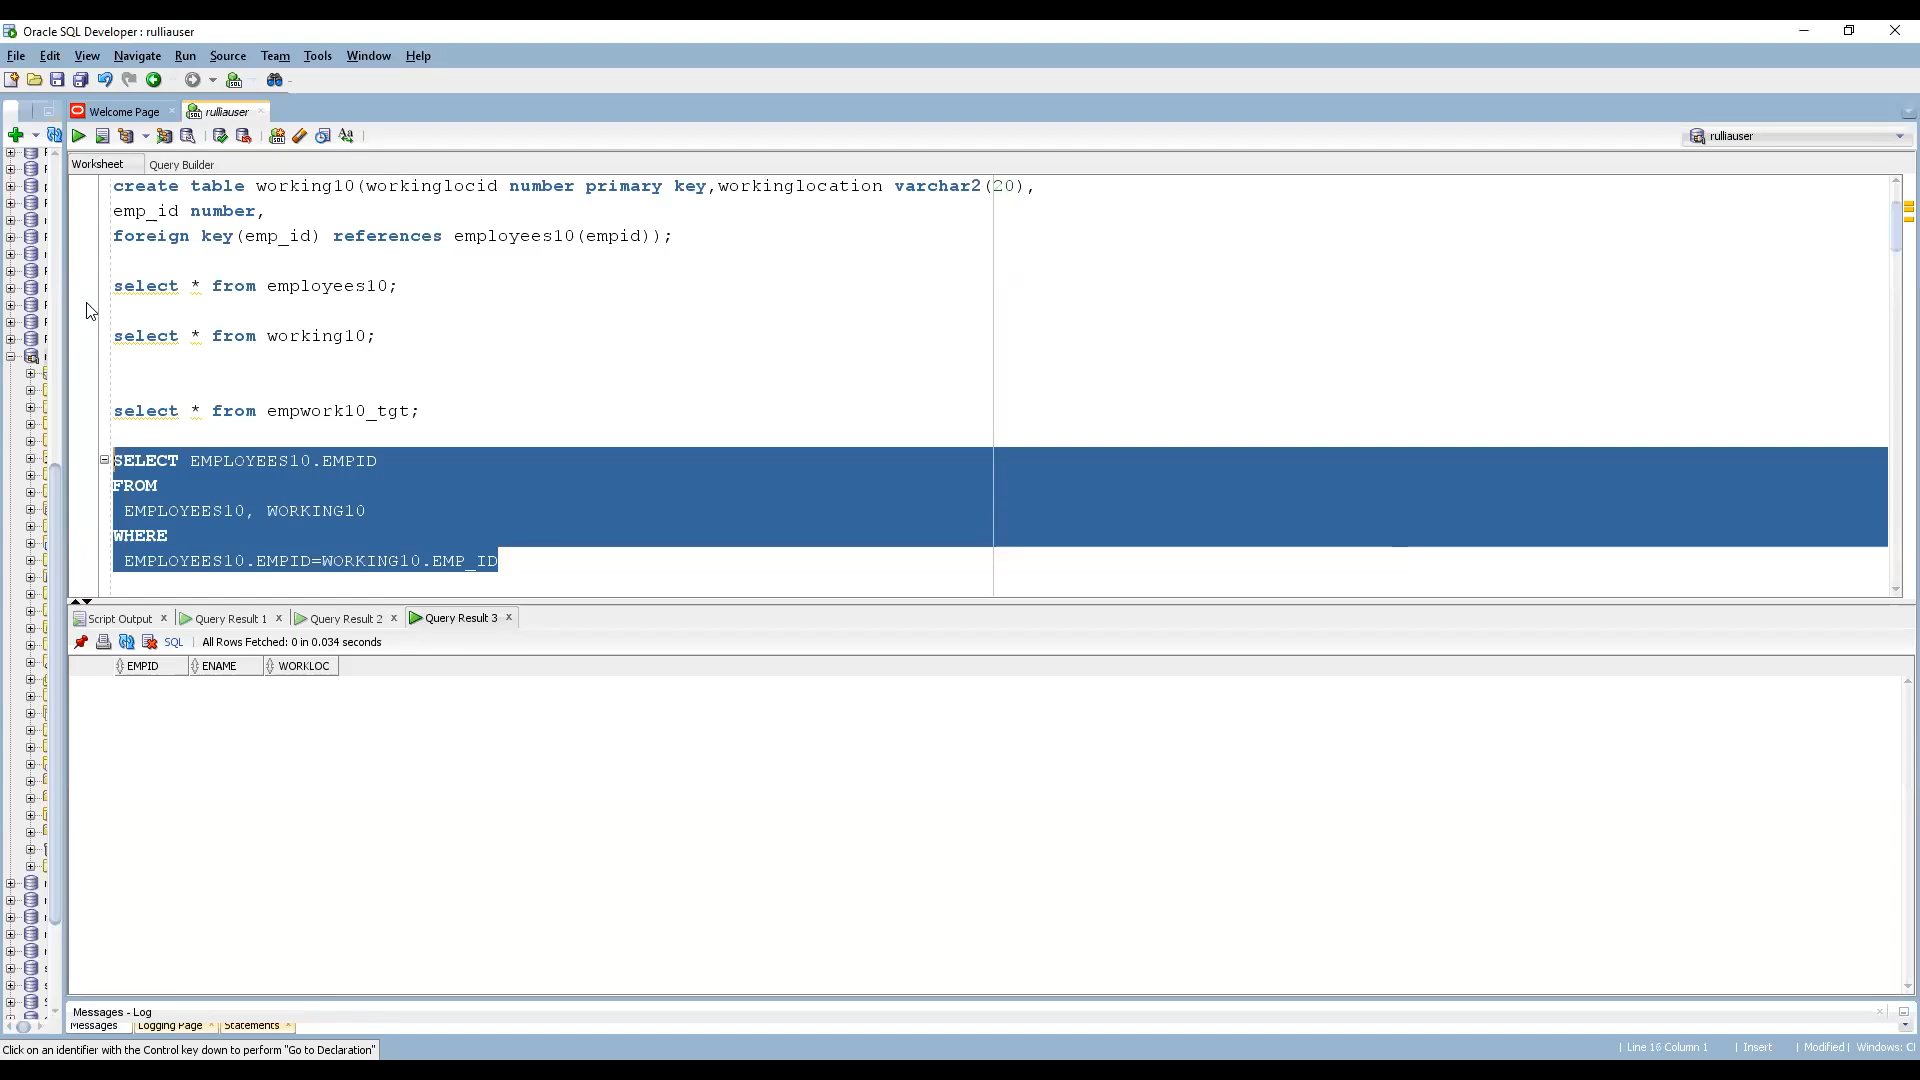 Oracle SQL Developer : rulliauser
File Edit View Navigate Run Source Team Tools Window Help
Welcome Page rulliauser
rulliauser
Worksheet Query Builder
create table working10(workinglocid number primary key,workinglocation varchar2(20),
emp_id number,
foreign key(emp_id) references employees10(empid));
select * from employees10;
select * from working10;
select * from empwork10_tgt;
SELECT EMPLOYEES10.EMPID
FROM
EMPLOYEES10, WORKING10
WHERE
EMPLOYEES10.EMPID=WORKING10.EMP_ID
Script Output Query Result 1 Query Result 2 Query Result 3
SQL All Rows Fetched: 0 in 0.034 seconds
EMPID ENAME WORKLOC
Messages - Log
Messages Logging Page Statements
Click on an identifier with the Control key down to perform "Go to Declaration" | Line 16 Column 1 | Insert | Modified | Windows: Cl